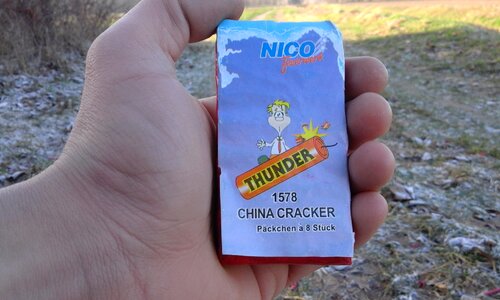 NICO
Feuerwerk
THUNDER
1578
CHINA CRACKER
Päckchen à 8 Stück